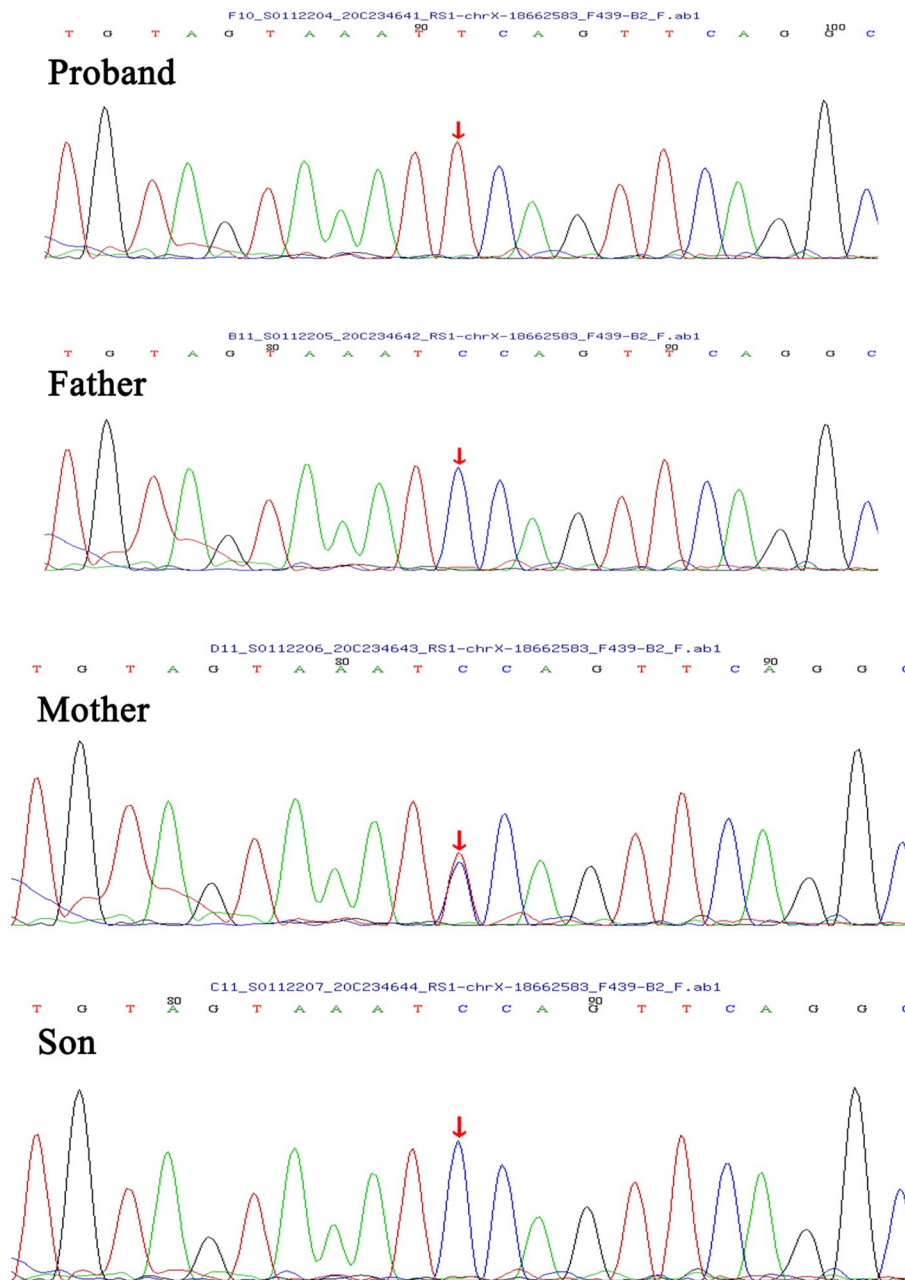 F10_S0112204_20C234641_RS1-chrX-18662583_F439-B2_F.ab1
90 100
T G T A G T A A A T T C A G T T C A G G C
Proband
B11_S0112205_20C234642_RS1-chrX-18662583_F439-B2_F.ab1
80 90
T G T A G T A A A T C C A G T T C A G G C
Father
D11_S0112206_20C234643_RS1-chrX-18662583_F439-B2_F.ab1
80 90
T G T A G T A A A T C C A G T T C A G G C
Mother
C11_S0112207_20C234644_RS1-chrX-18662583_F439-B2_F.ab1
80 90
T G T A G T A A A T C C A G T T C A G G C
Son